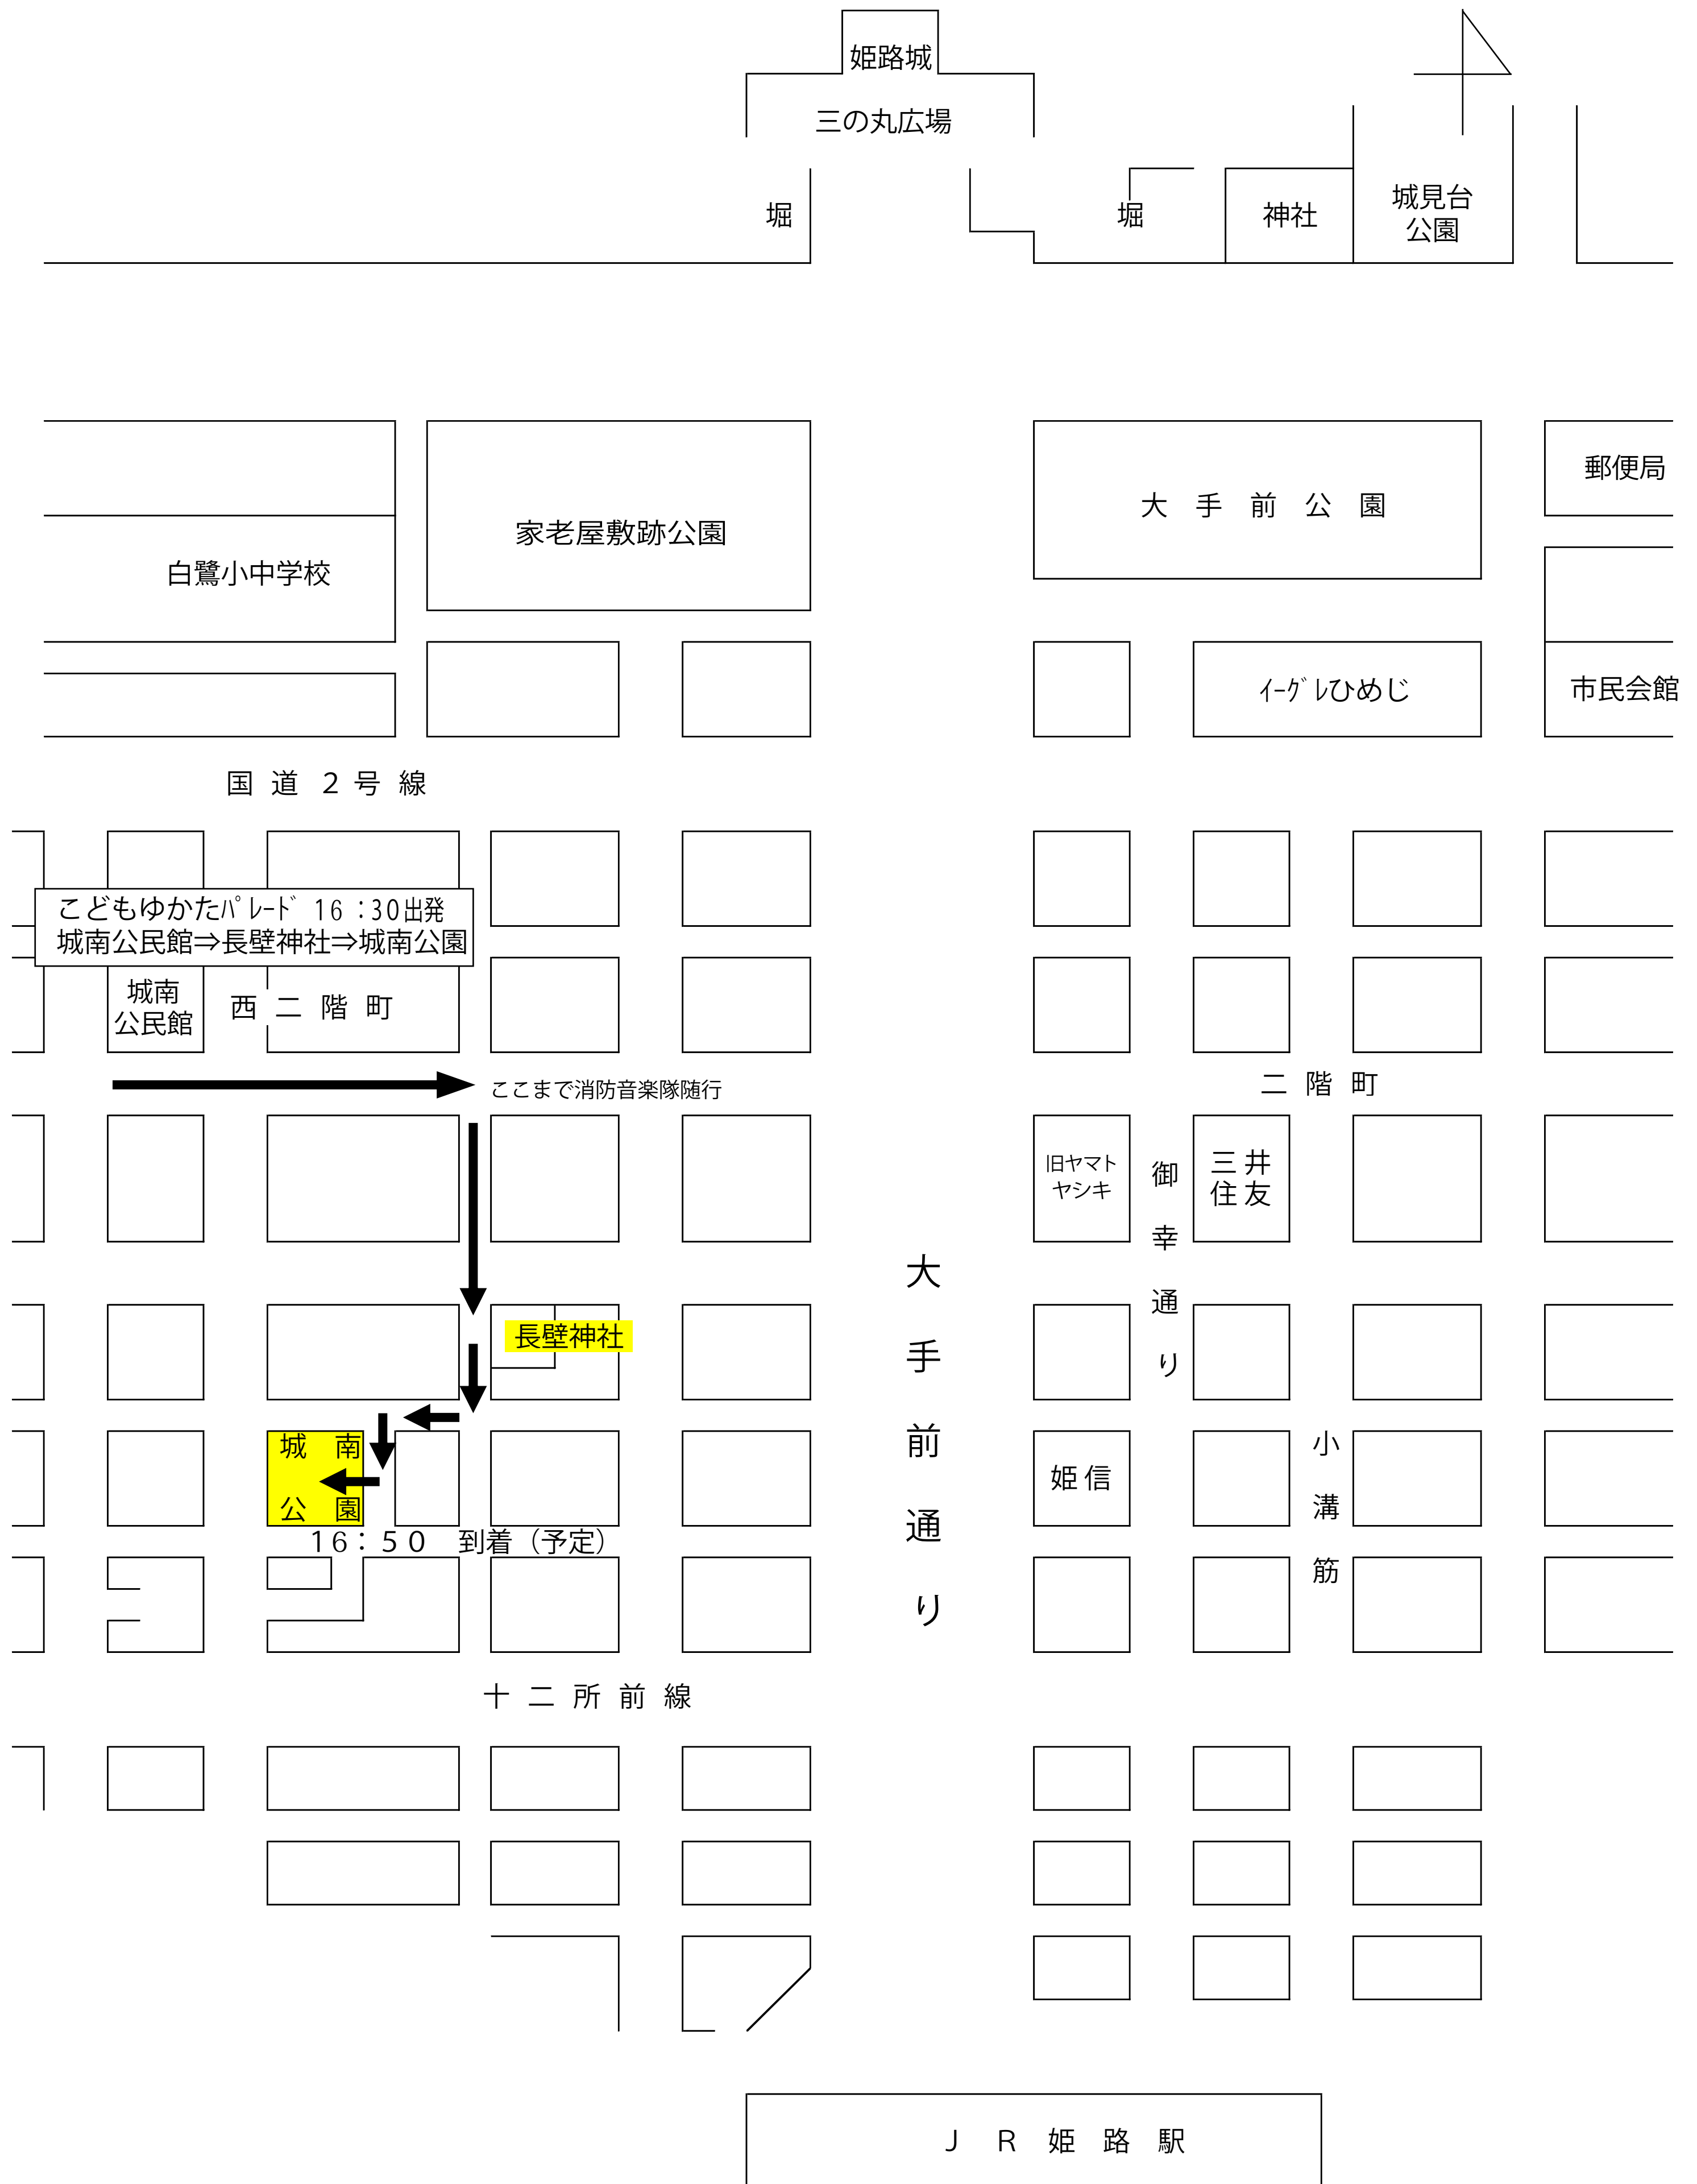 姫路城
三の丸広場
堀
堀
神社
城見台
公園
郵便局
大手前公園
家老屋敷跡公園
白鷺小中学校
ｲｰｸﾞﾚひめじ
市民会館
国道２号線
こどもゆかたﾊﾟﾚｰﾄﾞ 16：30出発
城南公民館⇒長壁神社⇒城南公園
城南
公民館
西二階町
ここまで消防音楽隊随行
二階町
旧ヤマト
ヤシキ
御幸通り
三井
住友
大手前通り
長壁神社
城南
公園
姫信
小溝筋
16：５０　到着（予定）
十二所前線
ＪＲ姫路駅